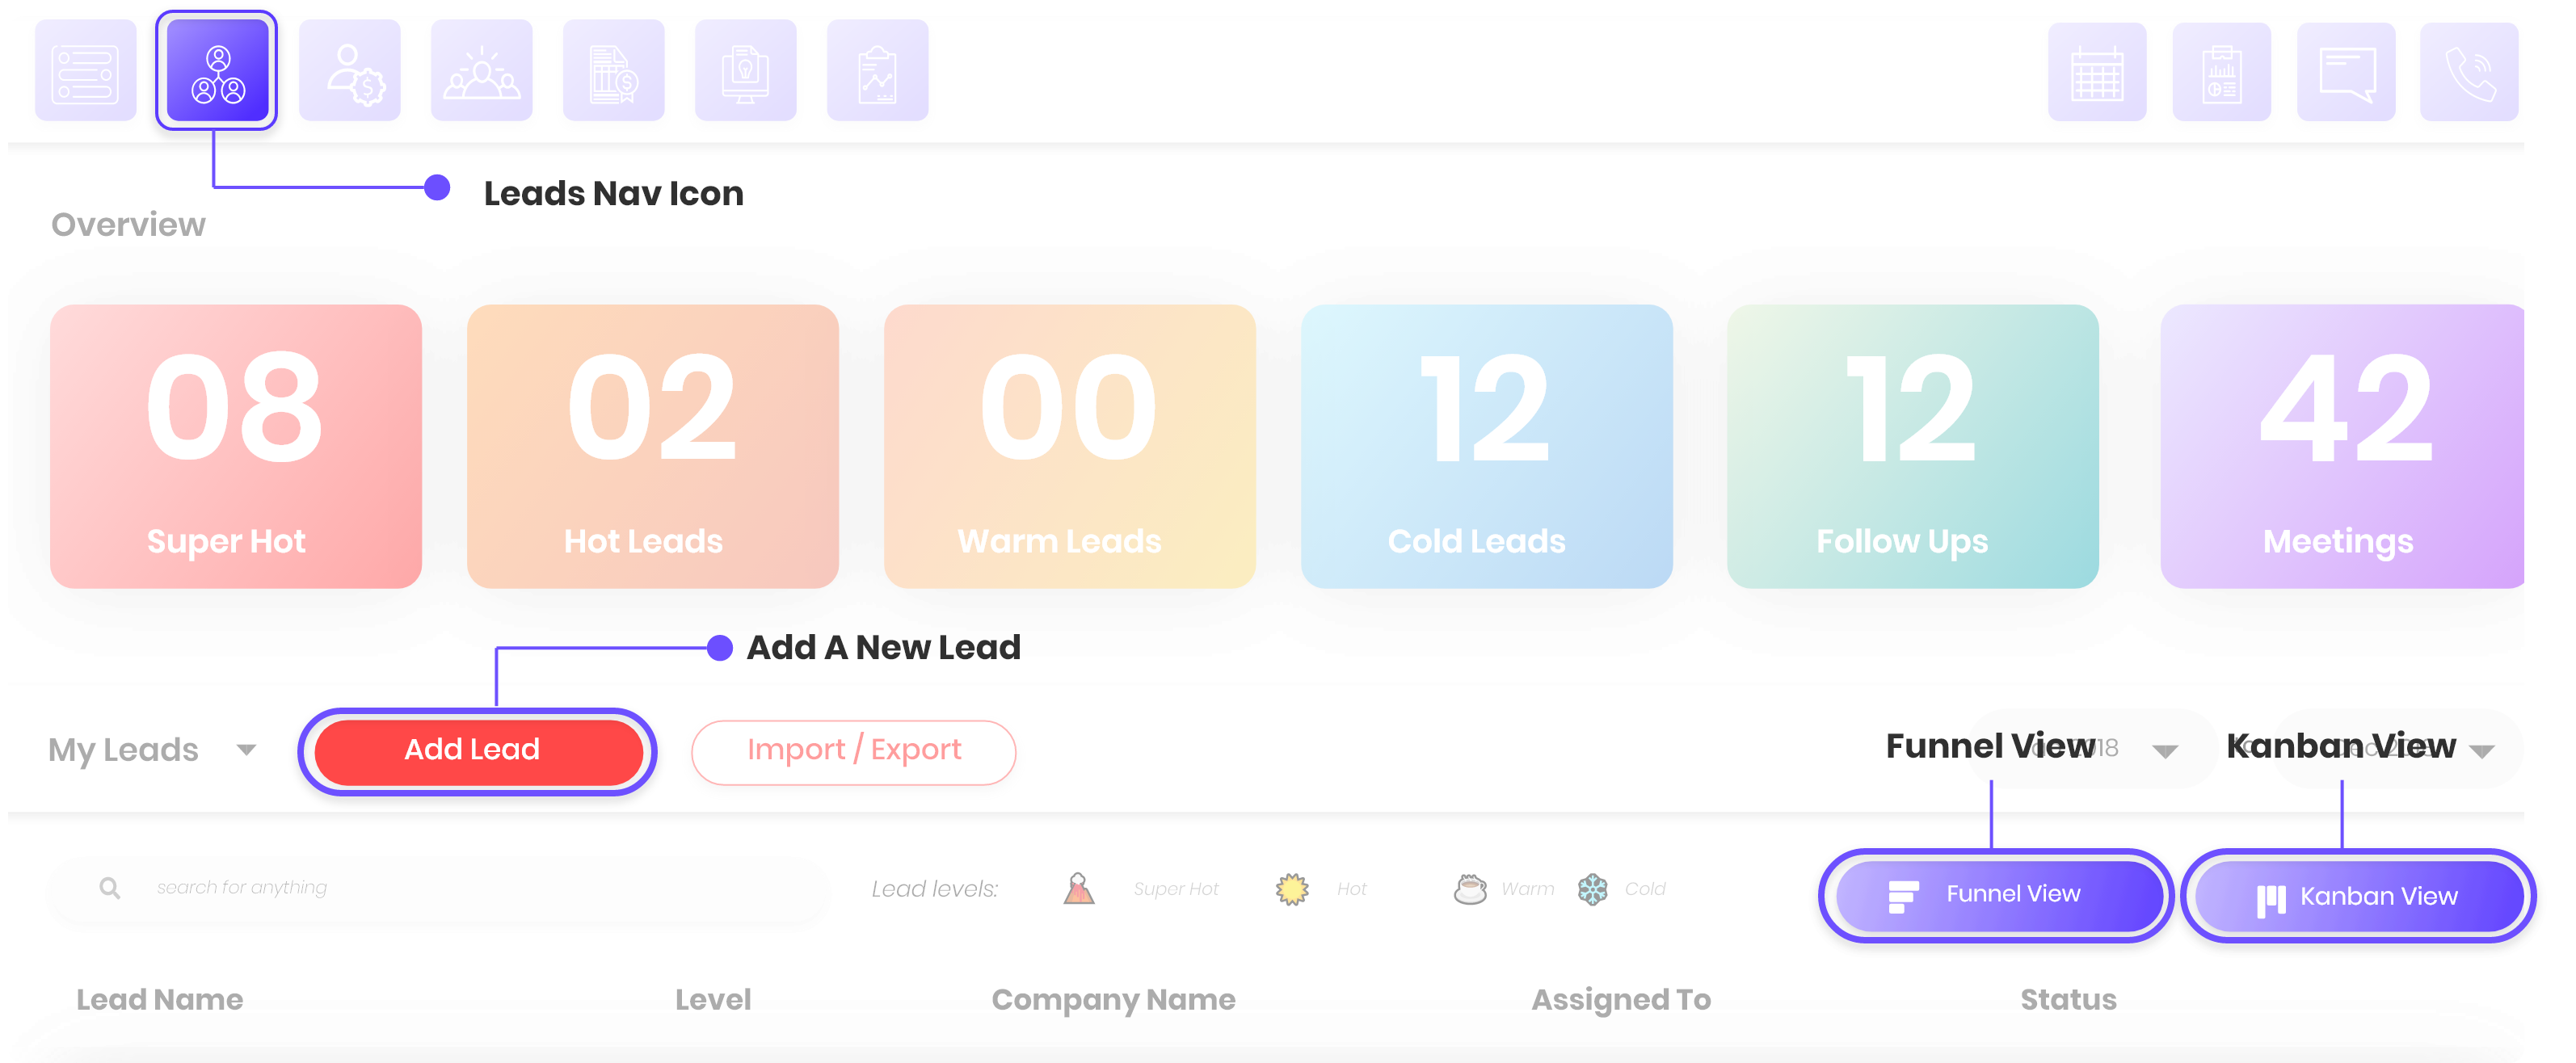 Leads Nav Icon
Overview
08
02
00
12
12
42
Super Hot
Hot Leads
Warm Leads
Cold Leads
Follow Ups
Meetings
Add A New Lead
My Leads
Add Lead
Import / Export
Funnel View
Kanban View
search for anything
Lead levels:
Super Hot
Hot
Warm
Cold
Funnel View
Kanban View
Lead Name
Level
Company Name
Assigned To
Status